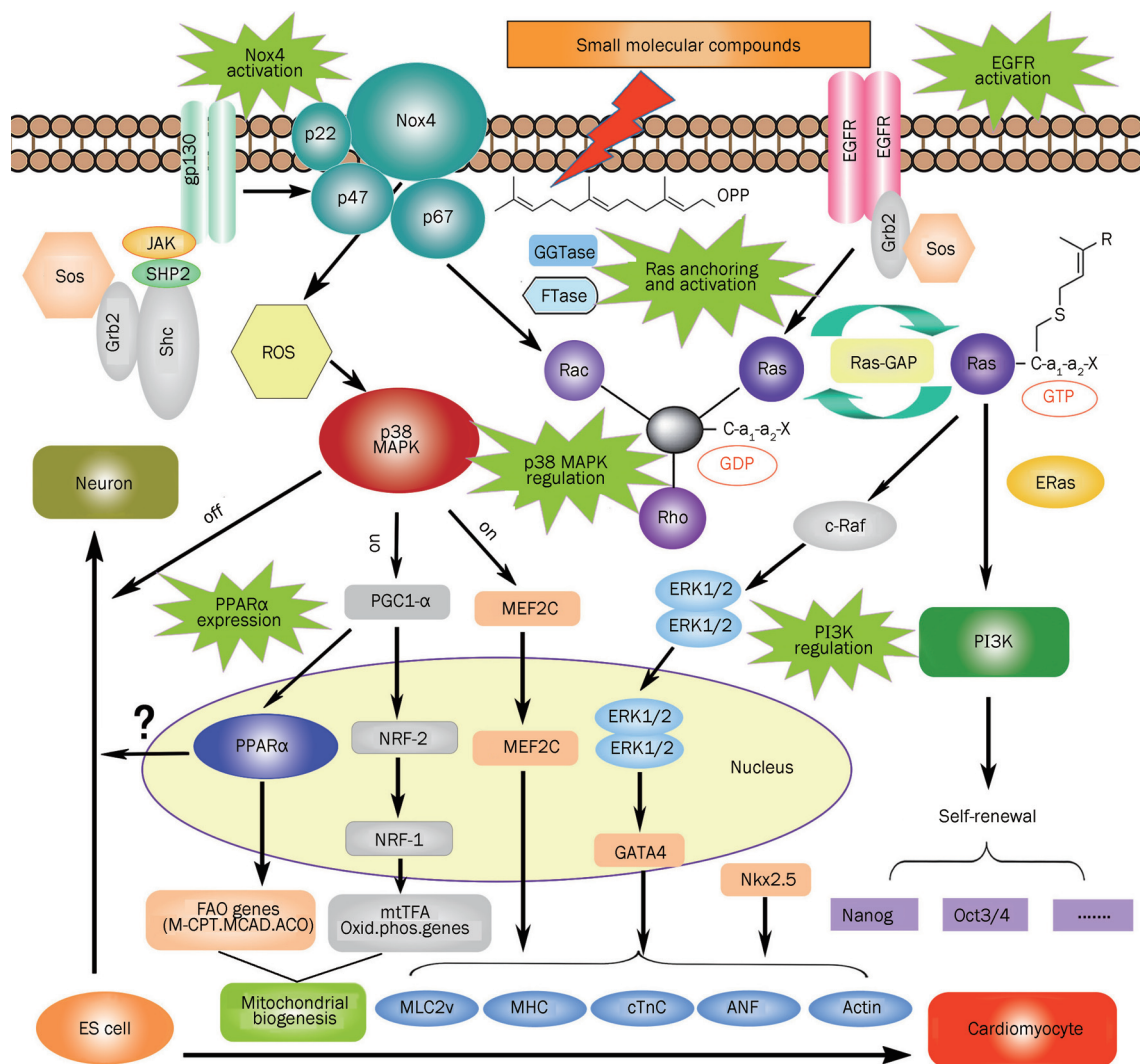 Nox4
activation
Small molecular compounds
EGFR
activation
gp130
p22
Nox4
p47
p67
EGFR
EGFR
OPP
JAK
SHP2
Sos
Grb2
Shc
GGTase
FTase
Ras anchoring
and activation
Grb2
Sos
R
S
ROS
Rac
Ras
Ras-GAP
Ras
C-a₁-a₂-X
GTP
p38
MAPK
p38 MAPK
regulation
C-a₁-a₂-X
GDP
Rho
Neuron
ERas
c-Raf
off
on
on
PPARα
expression
PGC1-α
MEF2C
ERK1/2
ERK1/2
PI3K
regulation
PI3K
?
PPARα
NRF-2
MEF2C
ERK1/2
ERK1/2
Nucleus
NRF-1
GATA4
Self-renewal
Nkx2.5
FAO genes
(M-CPT.MCAD.ACO)
mtTFA
Oxid.phos.genes
Nanog
Oct3/4
.......
Mitochondrial
biogenesis
MLC2v
MHC
cTnC
ANF
Actin
ES cell
Cardiomyocyte